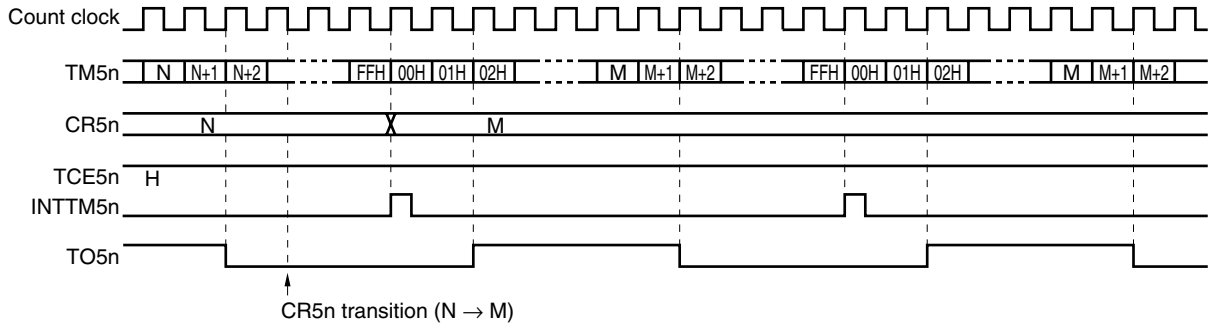 Count clock
TM5n N N+1 N+2 FFH 00H 01H 02H M M+1 M+2 FFH 00H 01H 02H M M+1 M+2
CR5n N M
TCE5n H
INTTM5n
TO5n
CR5n transition (N → M)